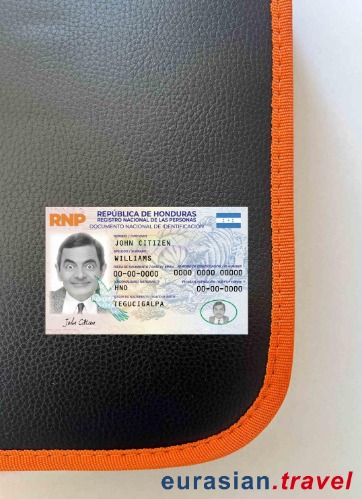 RNP
REPÚBLICA DE HONDURAS
REGISTRO NACIONAL DE LAS PERSONAS
DOCUMENTO NACIONAL DE IDENTIFICACIÓN
JOHN CITIZEN
WILLIAMS
00-00-0000
0000 0000 00000
HND
00-00-0000
TEGUCIGALPA
John Citizen
eurasian.travel